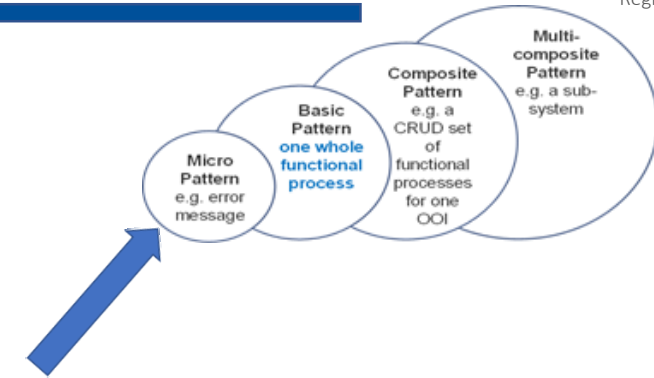 Micro
Pattern
e.g. error
message
Basic
Pattern
one whole
functional
process
Composite
Pattern
e.g. a
CRUD set
of
functional
processes
for one
OOI
Multi-
composite
Pattern
e.g. a sub-
system